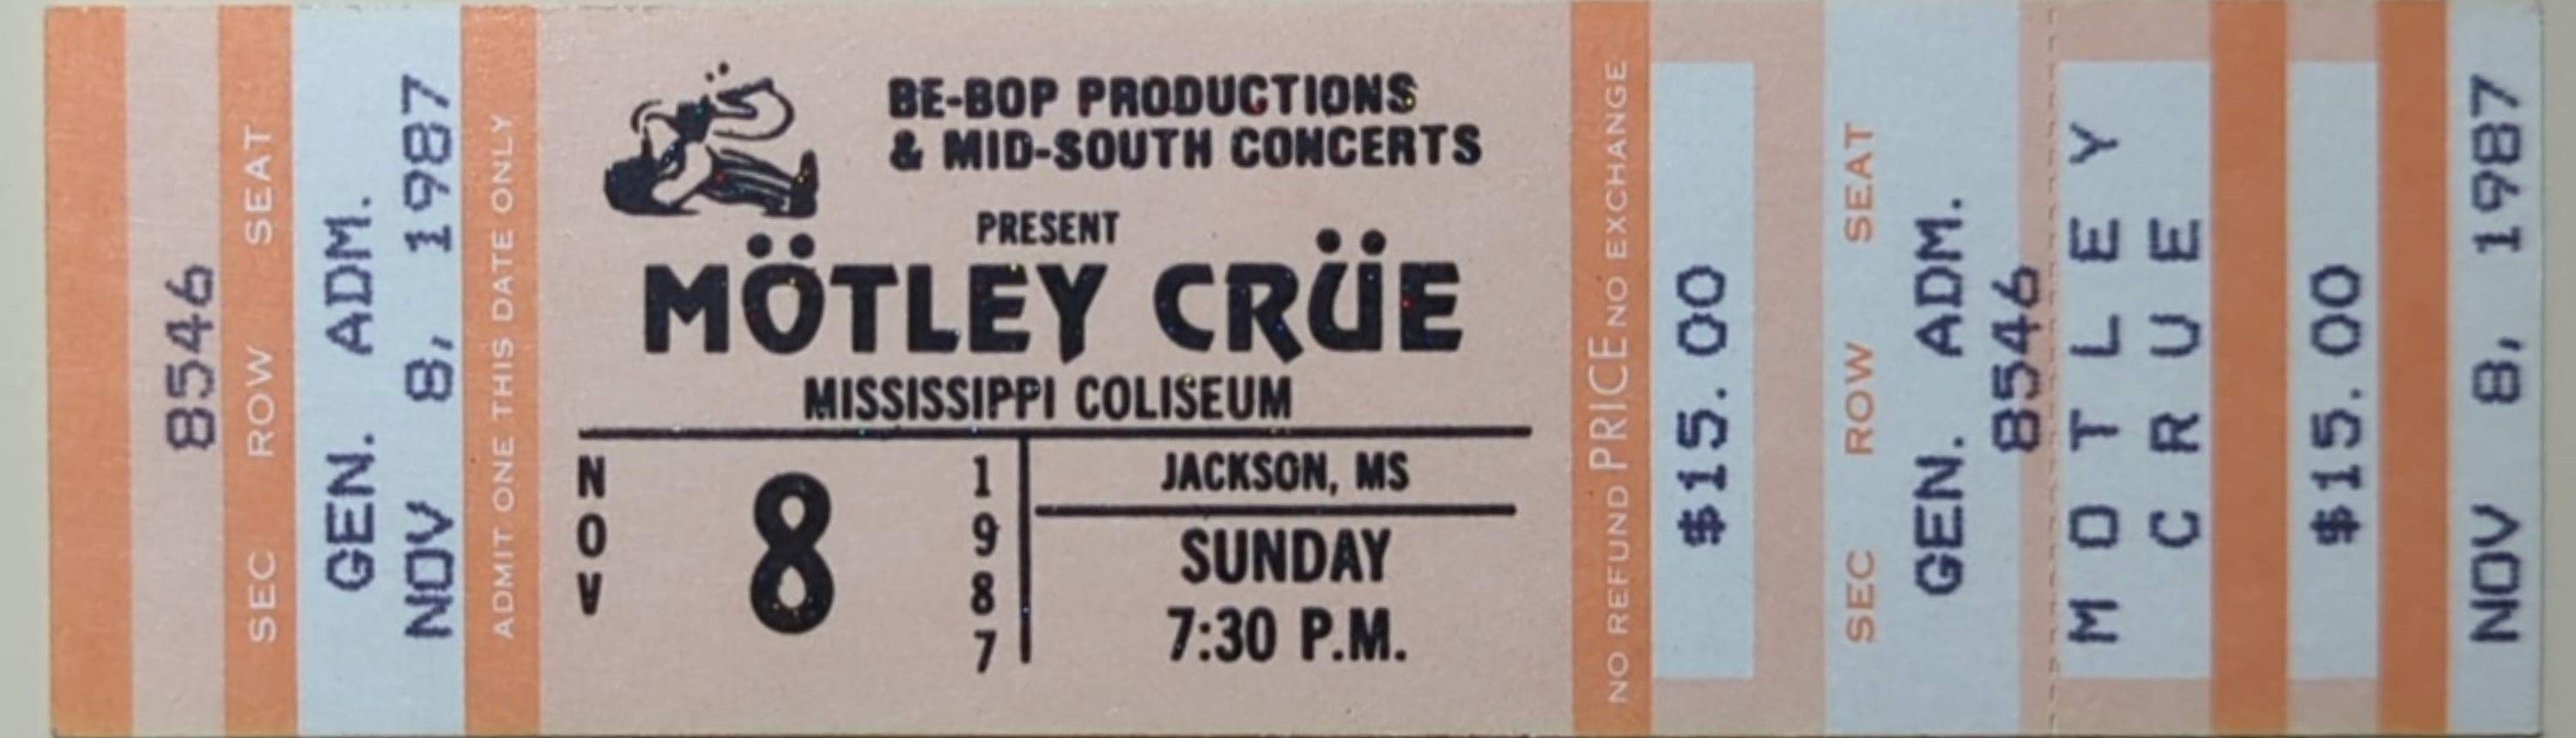 8546
SEC ROW SEAT
GEN. ADM.
NOV 8, 1987
ADMIT ONE THIS DATE ONLY
BE-BOP PRODUCTIONS
& MID-SOUTH CONCERTS
PRESENT
MÖTLEY CRÜE
MISSISSIPPI COLISEUM
NOV
8
1987
JACKSON, MS
SUNDAY
7:30 P.M.
NO REFUND PRICE NO EXCHANGE
$15.00
SEC ROW SEAT
GEN. ADM.
8546
MOTLEY
CRUE
$15.00
NOV 8, 1987